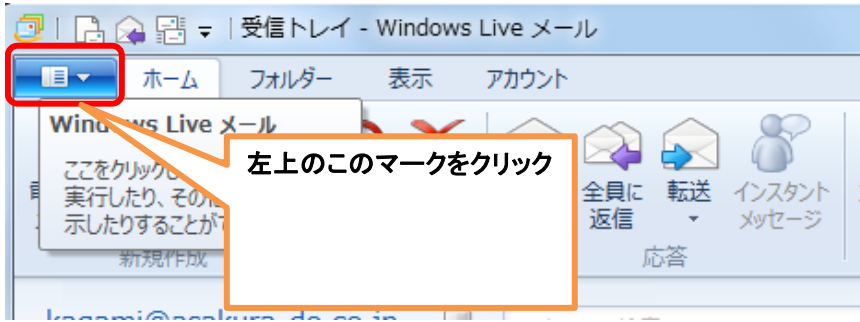 受信トレイ - Windows Live メール
ホーム フォルダー 表示 アカウント
Windows Live メール
ここをクリック
実行したり、その
示したりすることが
左上のこのマークをクリック
全員に
返信
転送
インスタント
メッセージ
新規作成
応答